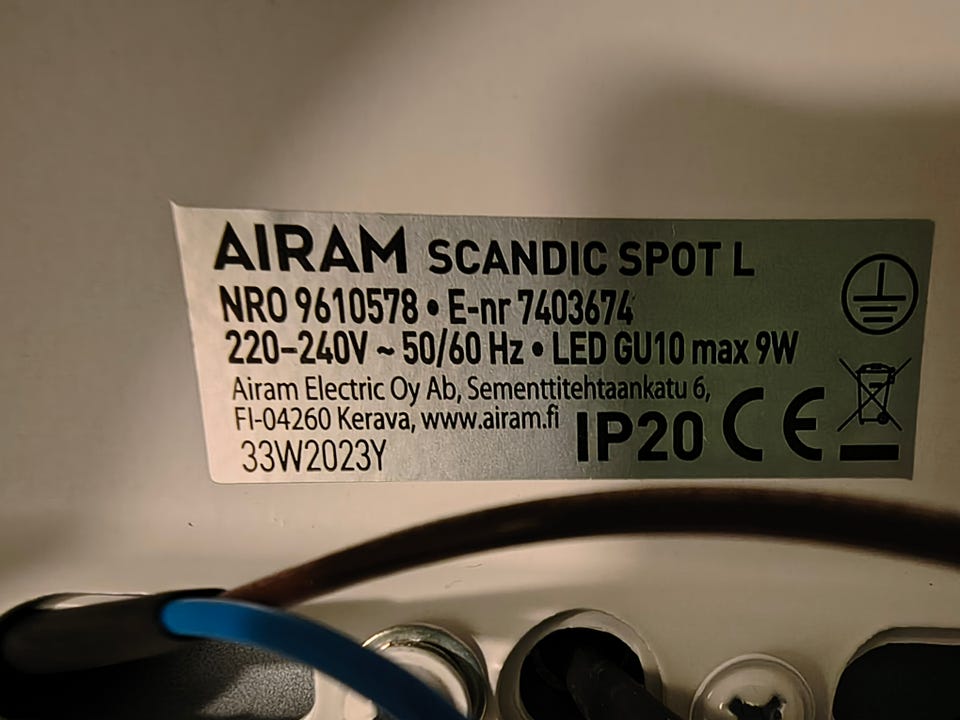 AIRAM SCANDIC SPOT L
NRO 9610578 • E-nr 7403674
220–240V ~ 50/60 Hz • LED GU10 max 9W
Airam Electric Oy Ab, Sementtitehtaankatu 6,
FI-04260 Kerava, www.airam.fi
IP20 CE
33W2023Y